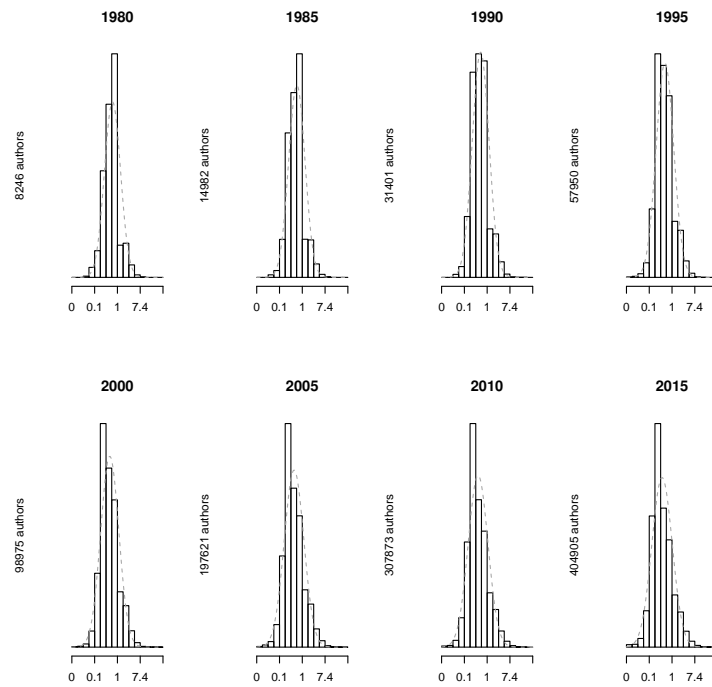 1980
8246 authors
0 0.1 1 7.4
1985
14982 authors
0 0.1 1 7.4
1990
31401 authors
0 0.1 1 7.4
1995
57950 authors
0 0.1 1 7.4
2000
98975 authors
0 0.1 1 7.4
2005
197621 authors
0 0.1 1 7.4
2010
307873 authors
0 0.1 1 7.4
2015
404905 authors
0 0.1 1 7.4